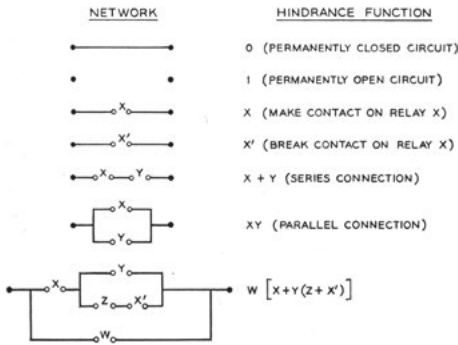 NETWORK HINDRANCE FUNCTION
0 (PERMANENTLY CLOSED CIRCUIT)
1 (PERMANENTLY OPEN CIRCUIT)
X X (MAKE CONTACT ON RELAY X)
X' X' (BREAK CONTACT ON RELAY X)
X Y X + Y (SERIES CONNECTION)
X
Y XY (PARALLEL CONNECTION)
Y
X W [X+Y(Z+X')]
Z X'
W